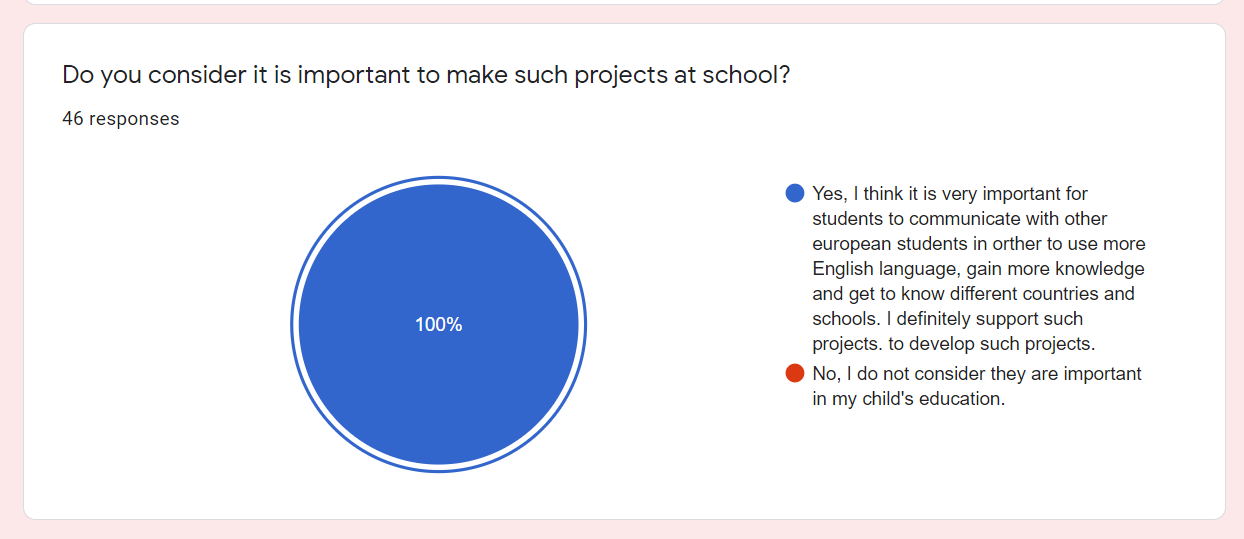 Do you consider it is important to make such projects at school?
46 responses
100%
Yes, I think it is very important for
students to communicate with other
european students in orther to use more
English language, gain more knowledge
and get to know different countries and
schools. I definitely support such
projects. to develop such projects.
No, I do not consider they are important
in my child's education.